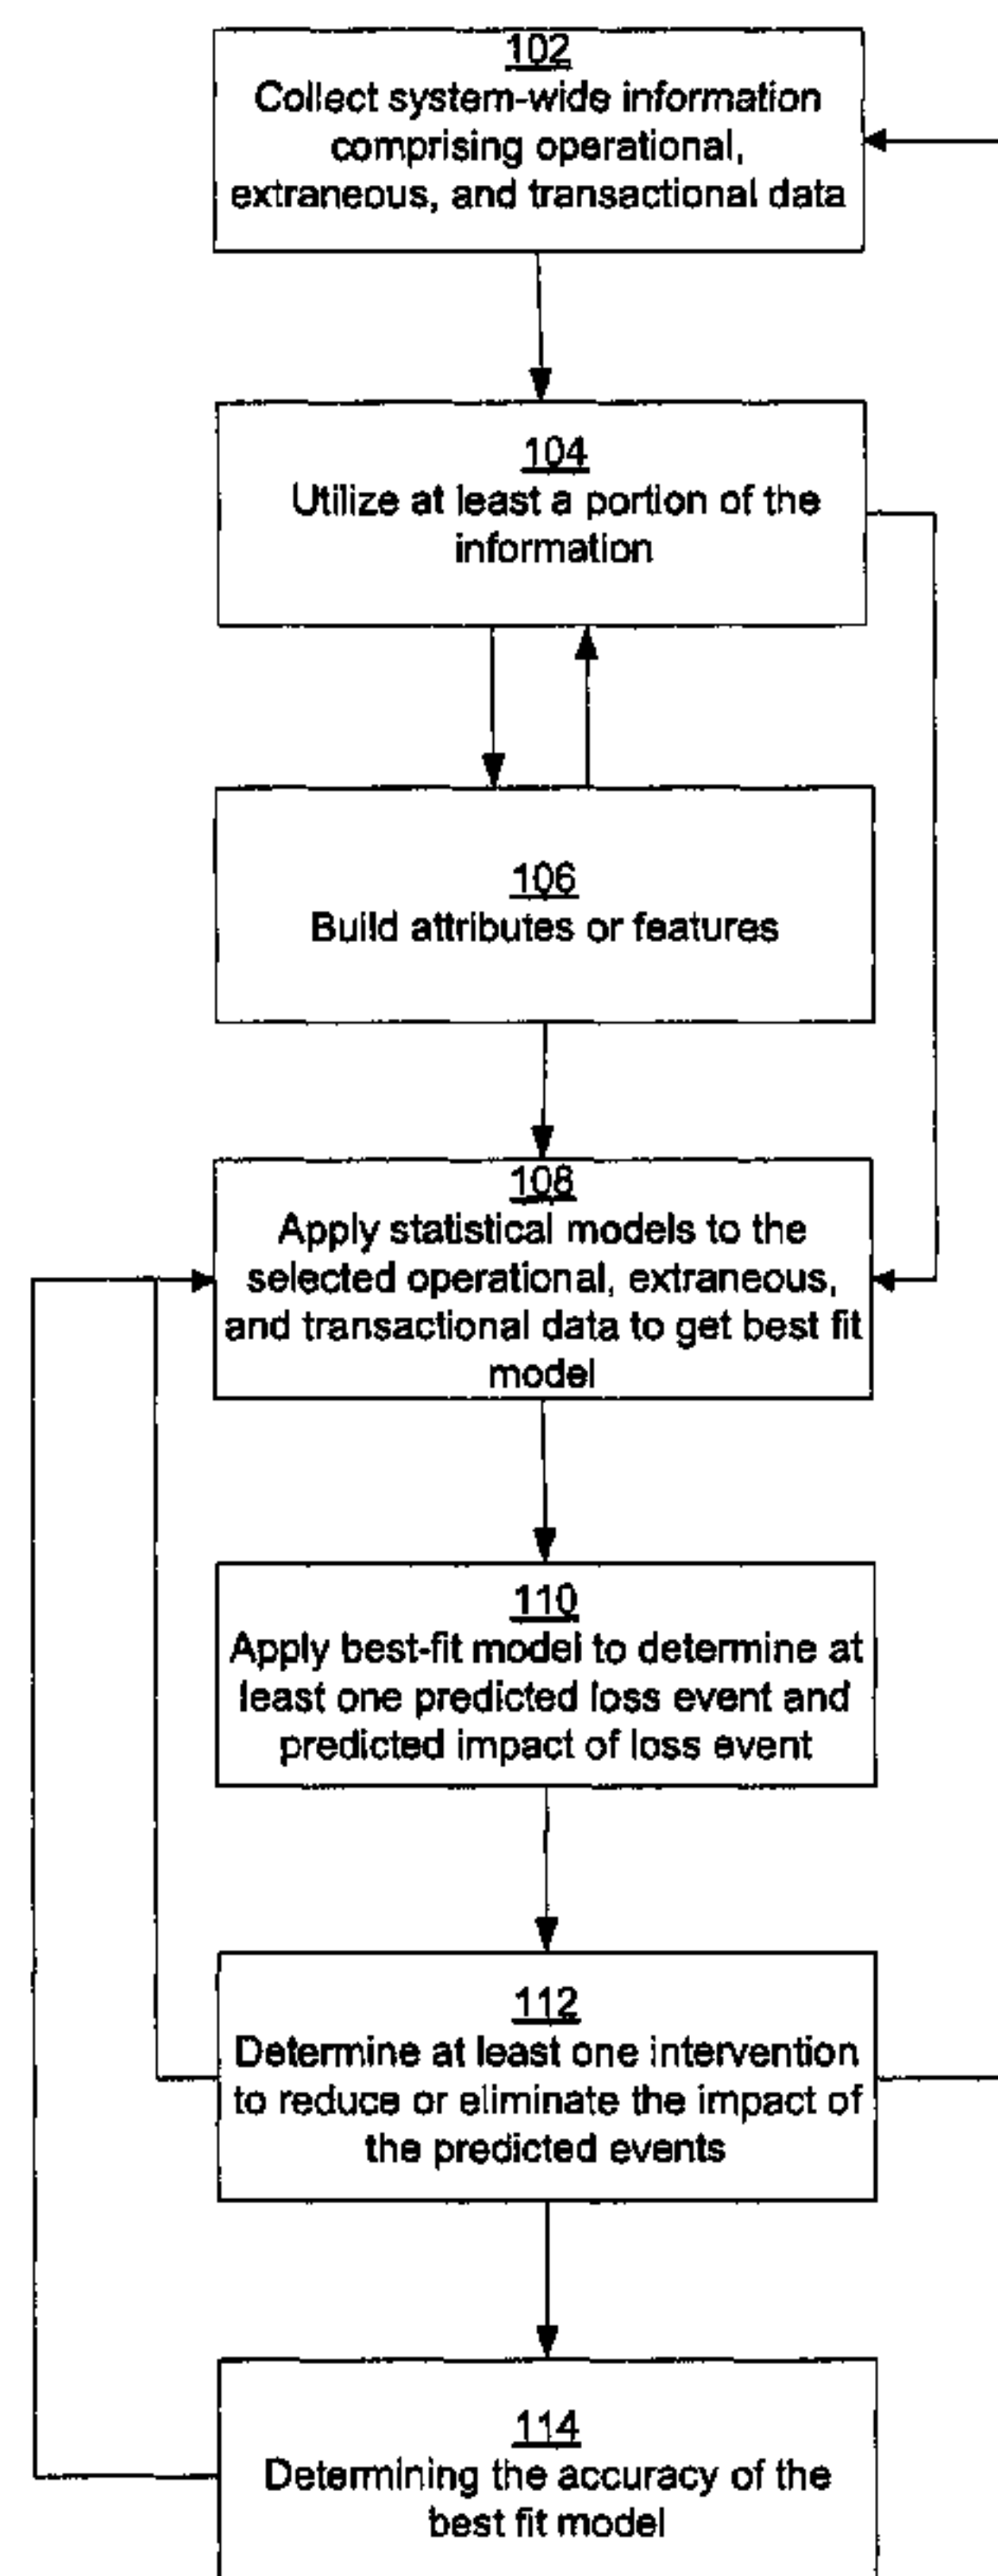 102
Collect system-wide information
comprising operational,
extraneous, and transactional data
104
Utilize at least a portion of the
information
106
Build attributes or features
108
Apply statistical models to the
selected operational, extraneous,
and transactional data to get best fit
model
110
Apply best-fit model to determine at
least one predicted loss event and
predicted impact of loss event
112
Determine at least one intervention
to reduce or eliminate the impact of
the predicted events
114
Determining the accuracy of the
best fit model